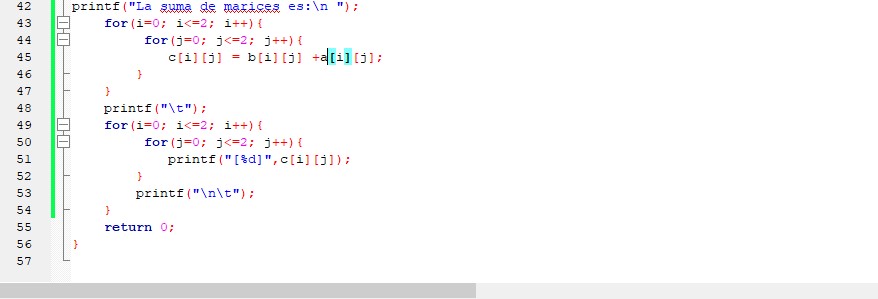 42 printf("La suma de marices es:\n ");
43 for(i=0; i<=2; i++){
44 for(j=0; j<=2; j++){
45 c[i][j] = b[i][j] +a[i][j];
46 }
47 }
48 printf("\t");
49 for(i=0; i<=2; i++){
50 for(j=0; j<=2; j++){
51 printf("[%d]",c[i][j]);
52 }
53 printf("\n\t");
54 }
55 return 0;
56 }
57